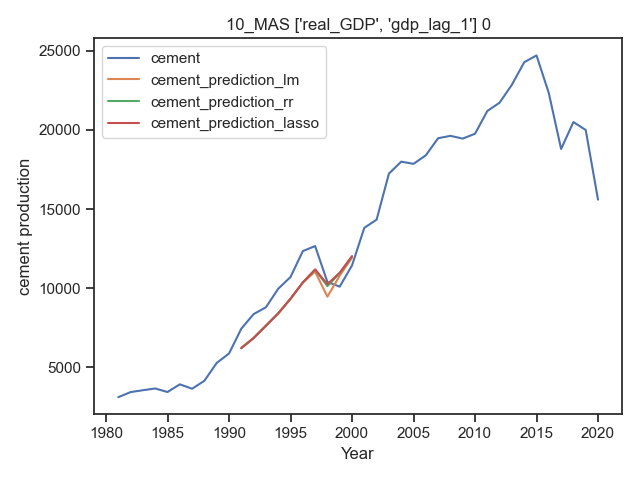 10_MAS ['real_GDP', 'gdp_lag_1'] 0
cement
cement_prediction_lm
cement_prediction_rr
cement_prediction_lasso
cement production
25000
20000
15000
10000
5000
1980 1985 1990 1995 2000 2005 2010 2015 2020
Year